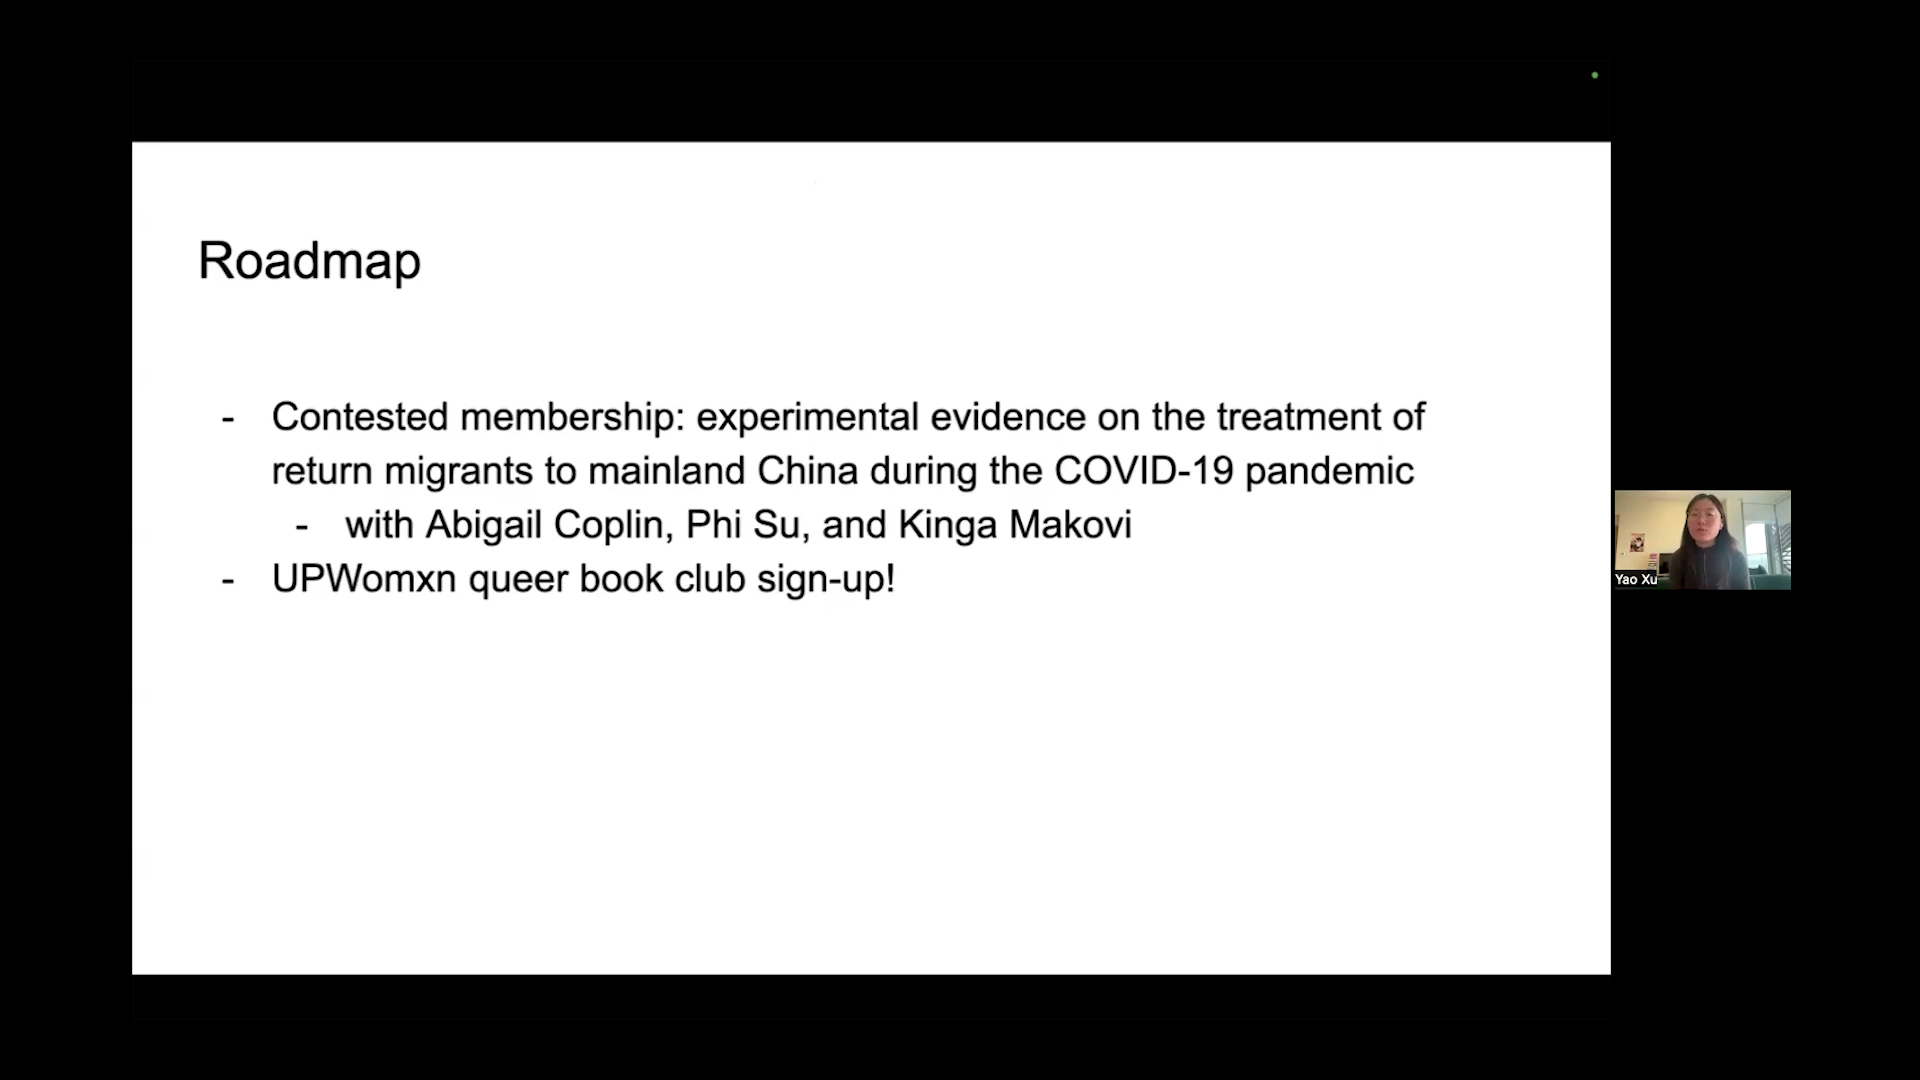 Roadmap
- Contested membership: experimental evidence on the treatment of
return migrants to mainland China during the COVID-19 pandemic
- with Abigail Coplin, Phi Su, and Kinga Makovi
- UPWomxn queer book club sign-up!
Yao Xu